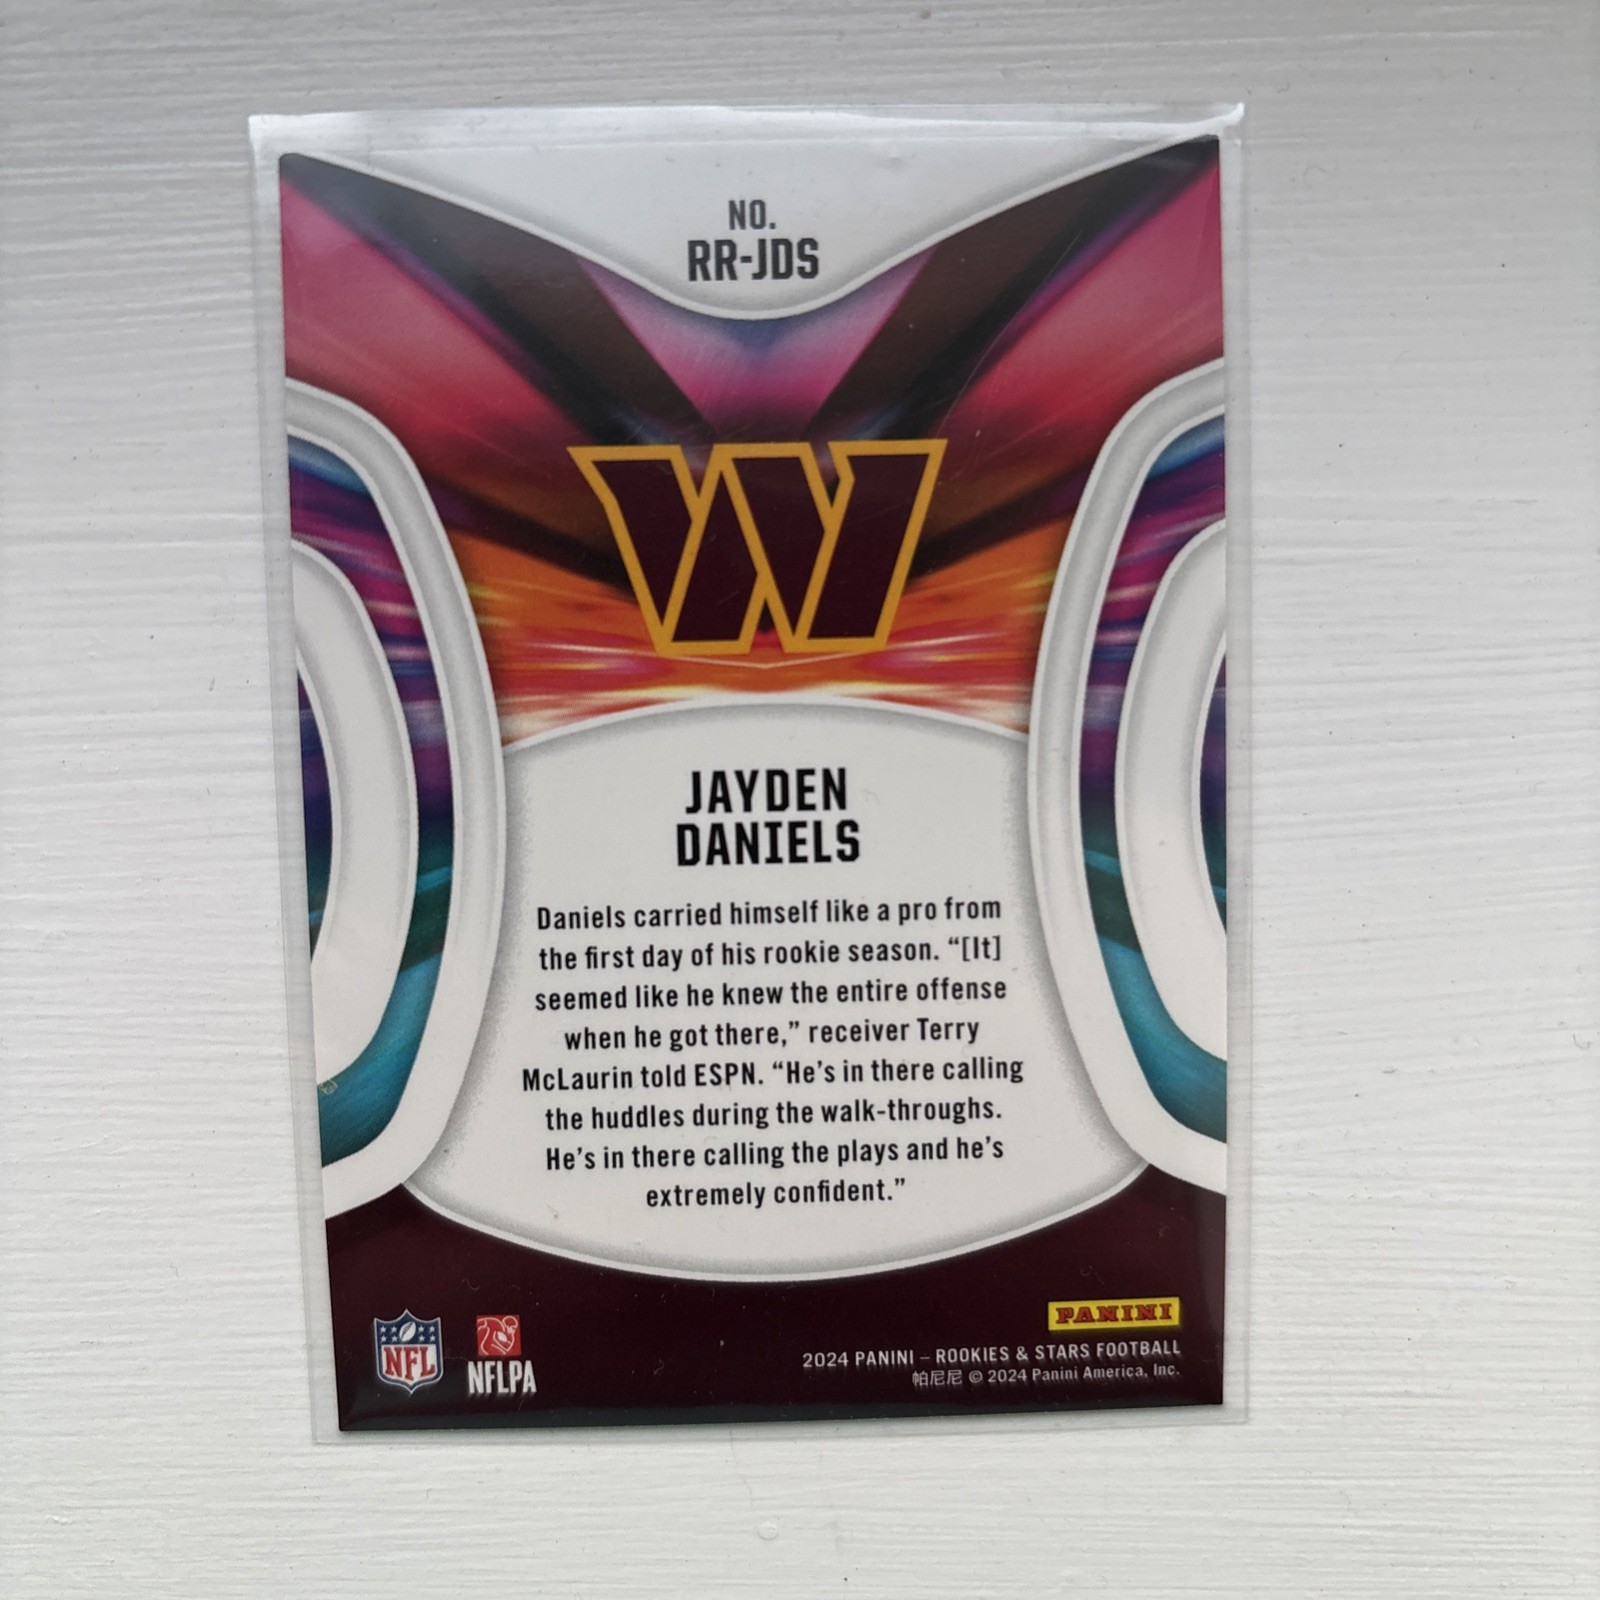 NO.
RR-JDS
JAYDEN
DANIELS
Daniels carried himself like a pro from
the first day of his rookie season. “[It]
seemed like he knew the entire offense
when he got there,” receiver Terry
McLaurin told ESPN. “He’s in there calling
the huddles during the walk-throughs.
He’s in there calling the plays and he’s
extremely confident.”
NFL
NFLPA
PANINI
2024 PANINI – ROOKIES & STARS FOOTBALL
帕尼尼 © 2024 Panini America, Inc.